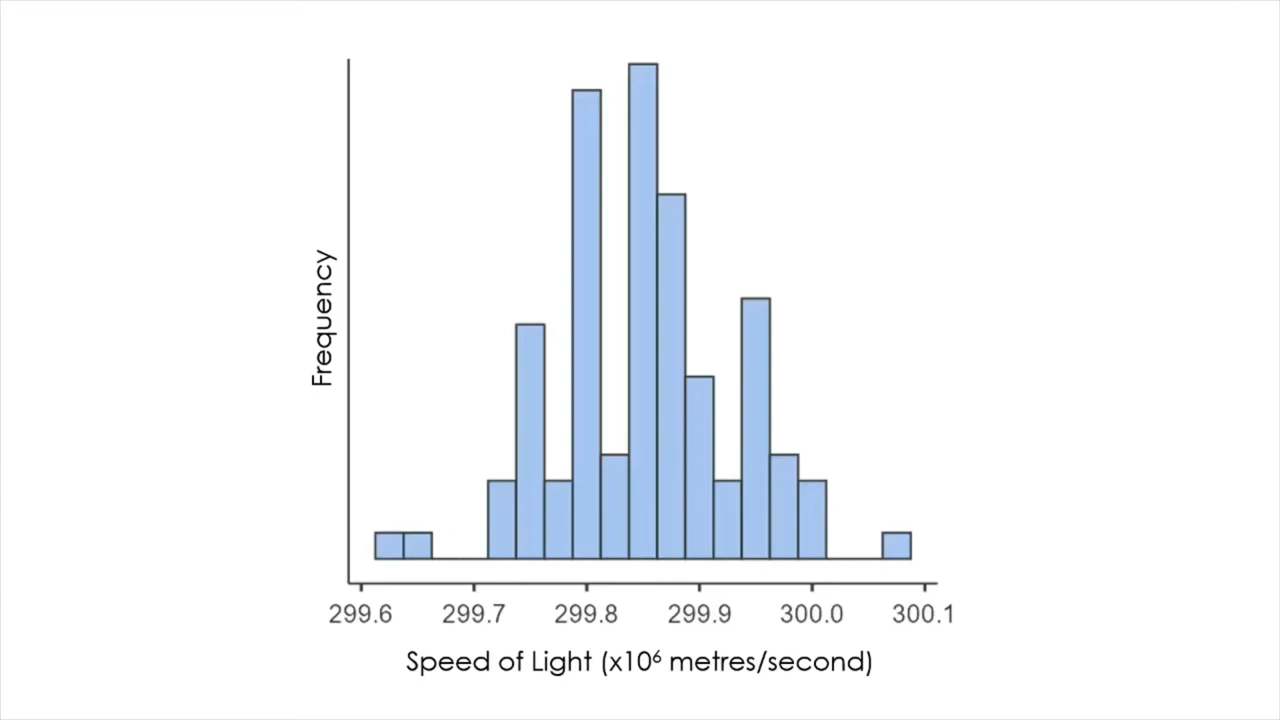 Frequency
299.6 299.7 299.8 299.9 300.0 300.1
Speed of Light (x10⁶ metres/second)